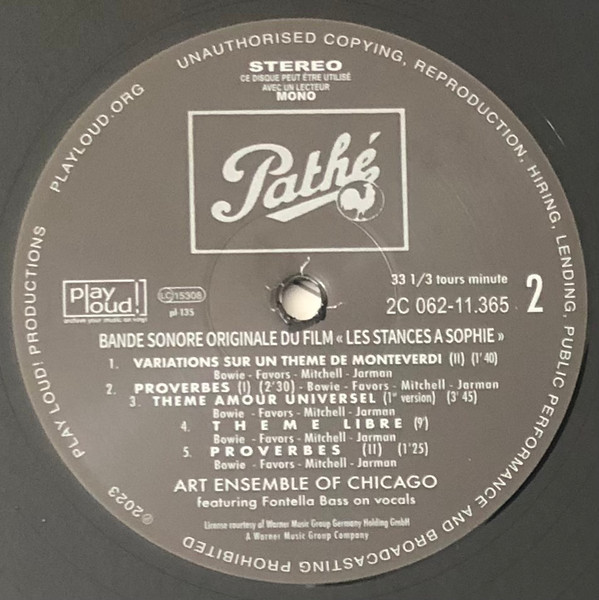 UNAUTHORISED COPYING, REPRODUCTION, HIRING, LENDING, PUBLIC PERFORMANCE AND BROADCASTING PROHIBITED
℗©2023 PLAY LOUD! PRODUCTIONS PLAYLOUD.ORG
STEREO
CE DISQUE PEUT ÊTRE UTILISÉ
AVEC UN LECTEUR
MONO
Pathé
play loud!
archive your music on vinyl
LC 15308
pl-135
33 1/3 tours minute
2C 062-11.365
2
BANDE SONORE ORIGINALE DU FILM « LES STANCES A SOPHIE »
1. VARIATIONS SUR UN THEME DE MONTEVERDI (II) (1'40)
Bowie - Favors - Mitchell - Jarman
2. PROVERBES (I) (2'30) - Bowie - Favors - Mitchell - Jarman
3. THEME AMOUR UNIVERSEL (1re version) (3'45)
Bowie - Favors - Mitchell - Jarman
4. THEME LIBRE (9')
Bowie - Favors - Mitchell - Jarman
5. PROVERBES (II) (1'25)
Bowie - Favors - Mitchell - Jarman
ART ENSEMBLE OF CHICAGO
featuring Fontella Bass on vocals
License courtesy of Warner Music Group Germany Holding GmbH
A Warner Music Group Company